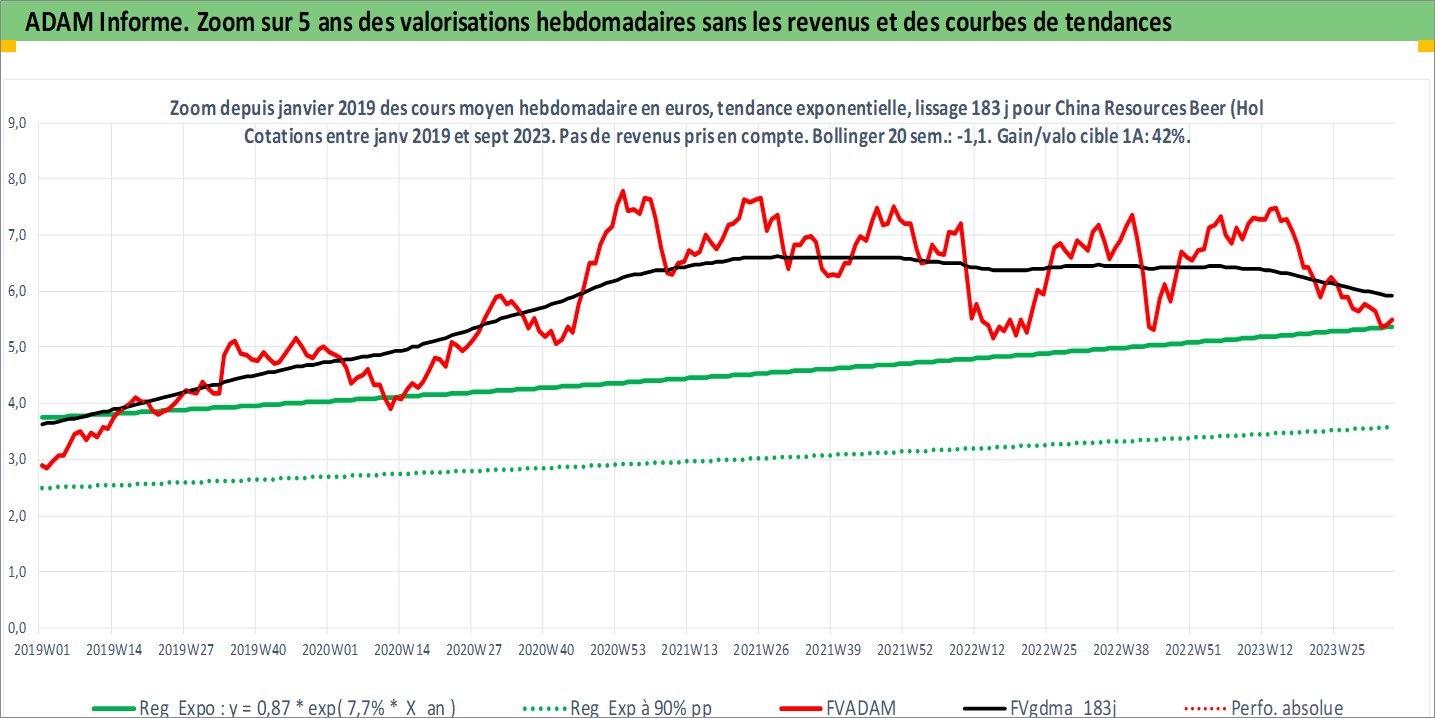 ADAM Informe. Zoom sur 5 ans des valorisations hebdomadaires sans les revenus et des courbes de tendances
Zoom depuis janvier 2019 des cours moyen hebdomadaire en euros, tendance exponentielle, lissage 183 j pour China Resources Beer (Hol
Cotations entre janv 2019 et sept 2023. Pas de revenus pris en compte. Bollinger 20 sem.: -1,1. Gain/valo cible 1A: 42%.
9,0
8,0
7,0
6,0
5,0
4,0
3,0
2,0
1,0
0,0
2019W01 2019W14 2019W27 2019W40 2020W01 2020W14 2020W27 2020W40 2020W53 2021W13 2021W26 2021W39 2021W52 2022W12 2022W25 2022W38 2022W51 2023W12 2023W25
Reg Expo : y = 0,87 * exp( 7,7% * X an ) Reg Exp à 90% pp FVADAM FVgdma 183j Perfo. absolue